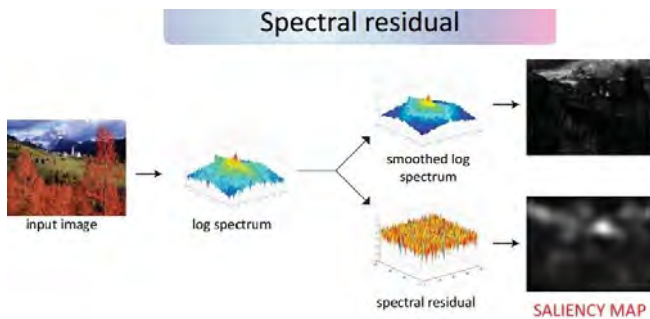 Spectral residual
input image
log spectrum
smoothed log
spectrum
spectral residual
SALIENCY MAP